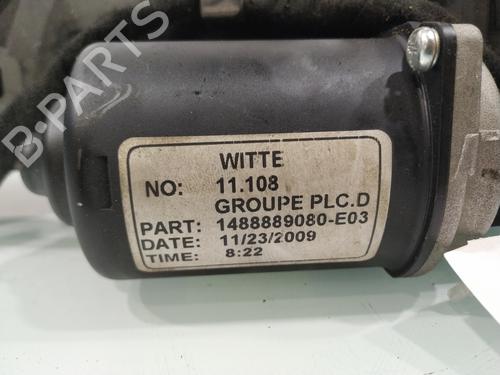 B-PARTS
WITTE
NO: 11.108
GROUPE PLC.D
PART: 1488889080-E03
DATE: 11/23/2009
TIME: 8:22